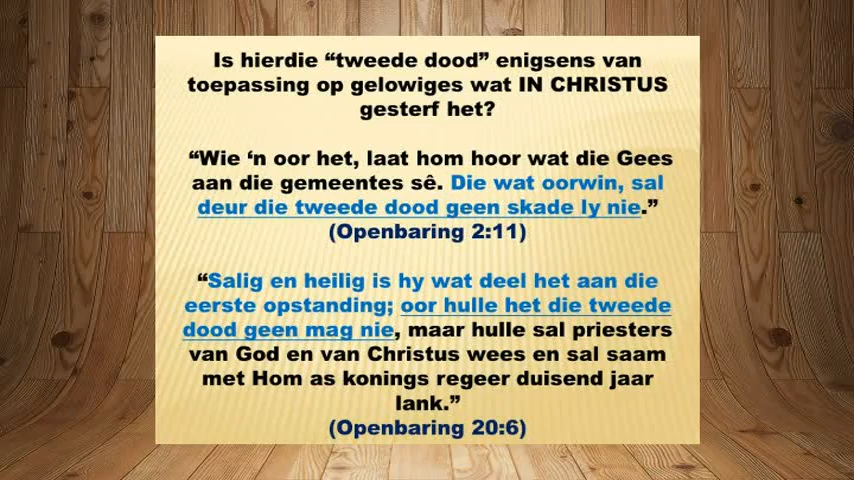 Is hierdie “tweede dood” enigsens van
toepassing op gelowiges wat IN CHRISTUS
gesterf het?
“Wie ‘n oor het, laat hom hoor wat die Gees
aan die gemeentes sê. Die wat oorwin, sal
deur die tweede dood geen skade ly nie.”
(Openbaring 2:11)
“Salig en heilig is hy wat deel het aan die
eerste opstanding; oor hulle het die tweede
dood geen mag nie, maar hulle sal priesters
van God en van Christus wees en sal saam
met Hom as konings regeer duisend jaar
lank.”
(Openbaring 20:6)